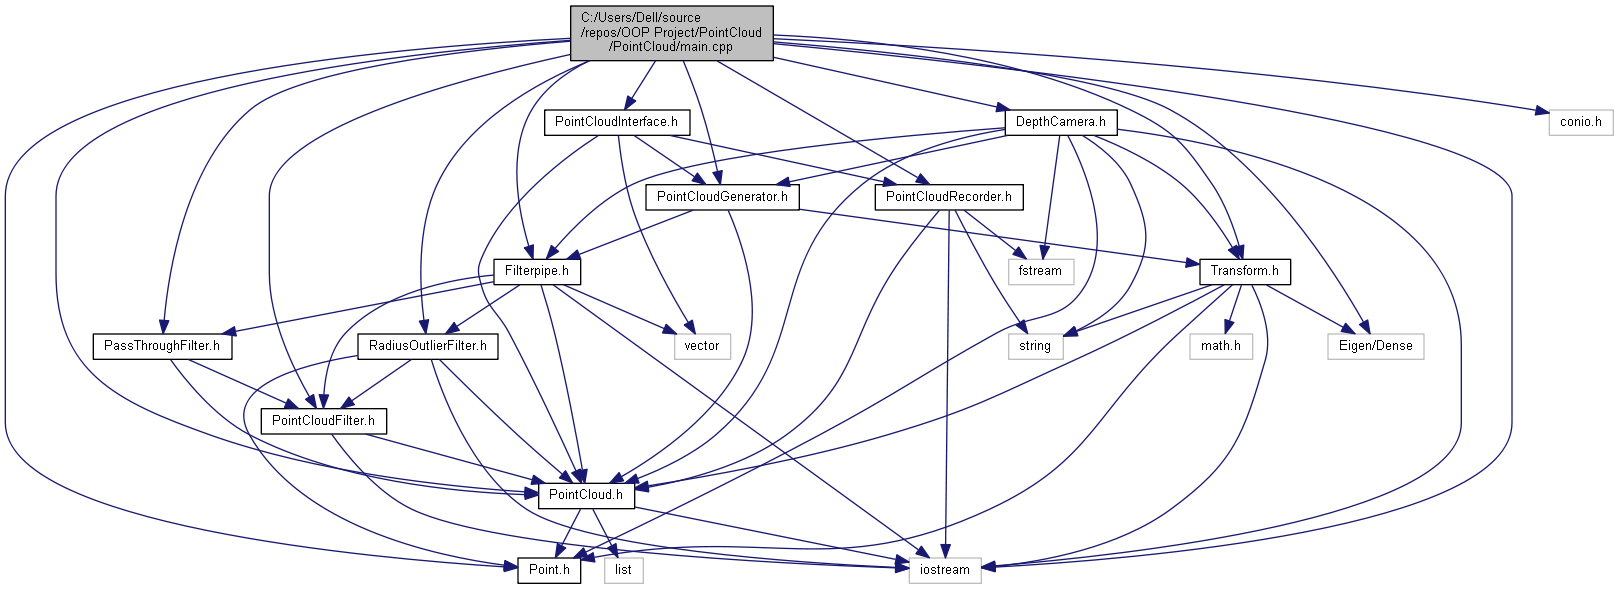 C:/Users/Dell/source
/repos/OOP Project/PointCloud
/PointCloud/main.cpp
PointCloudInterface.h
DepthCamera.h
conio.h
PointCloudGenerator.h
PointCloudRecorder.h
Filterpipe.h
fstream
Transform.h
PassThroughFilter.h
RadiusOutlierFilter.h
vector
string
math.h
Eigen/Dense
PointCloudFilter.h
PointCloud.h
Point.h
list
iostream